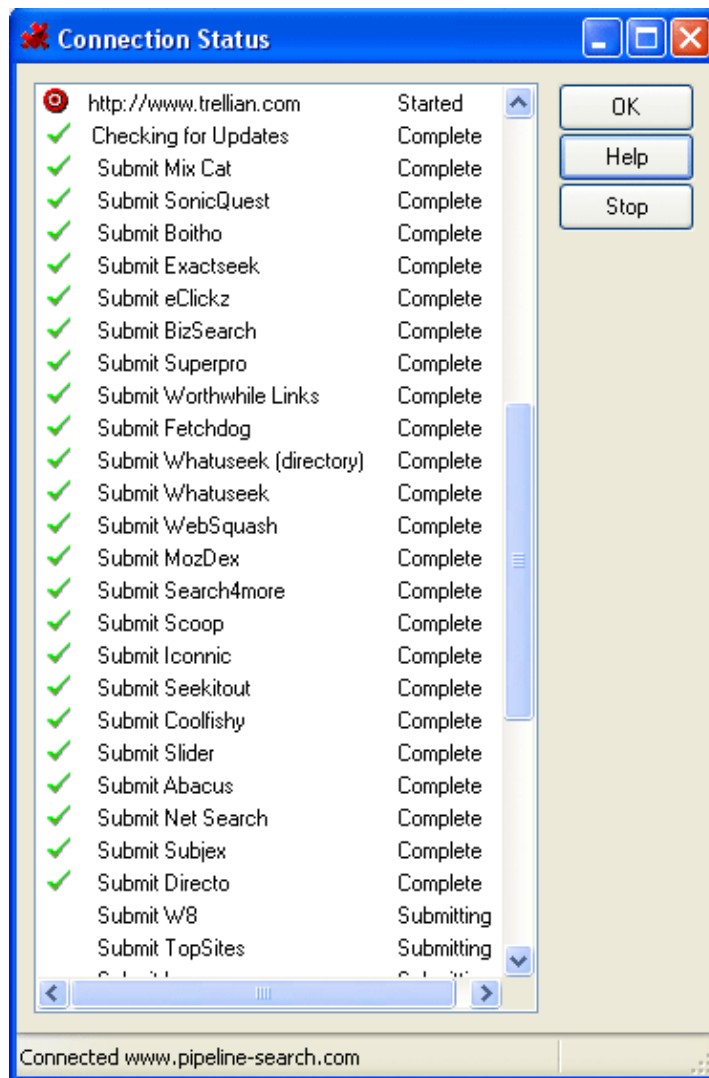 Connection Status
http://www.trellian.com Started
Checking for Updates Complete
Submit Mix Cat Complete
Submit SonicQuest Complete
Submit Boitho Complete
Submit Exactseek Complete
Submit eClickz Complete
Submit BizSearch Complete
Submit Superpro Complete
Submit Worthwhile Links Complete
Submit Fetchdog Complete
Submit Whatuseek (directory) Complete
Submit Whatuseek Complete
Submit WebSquash Complete
Submit MozDex Complete
Submit Search4more Complete
Submit Scoop Complete
Submit Iconnic Complete
Submit Seekitout Complete
Submit Coolfishy Complete
Submit Slider Complete
Submit Abacus Complete
Submit Net Search Complete
Submit Subjex Complete
Submit Directo Complete
Submit W8 Submitting
Submit TopSites Submitting
OK
Help
Stop
Connected www.pipeline-search.com